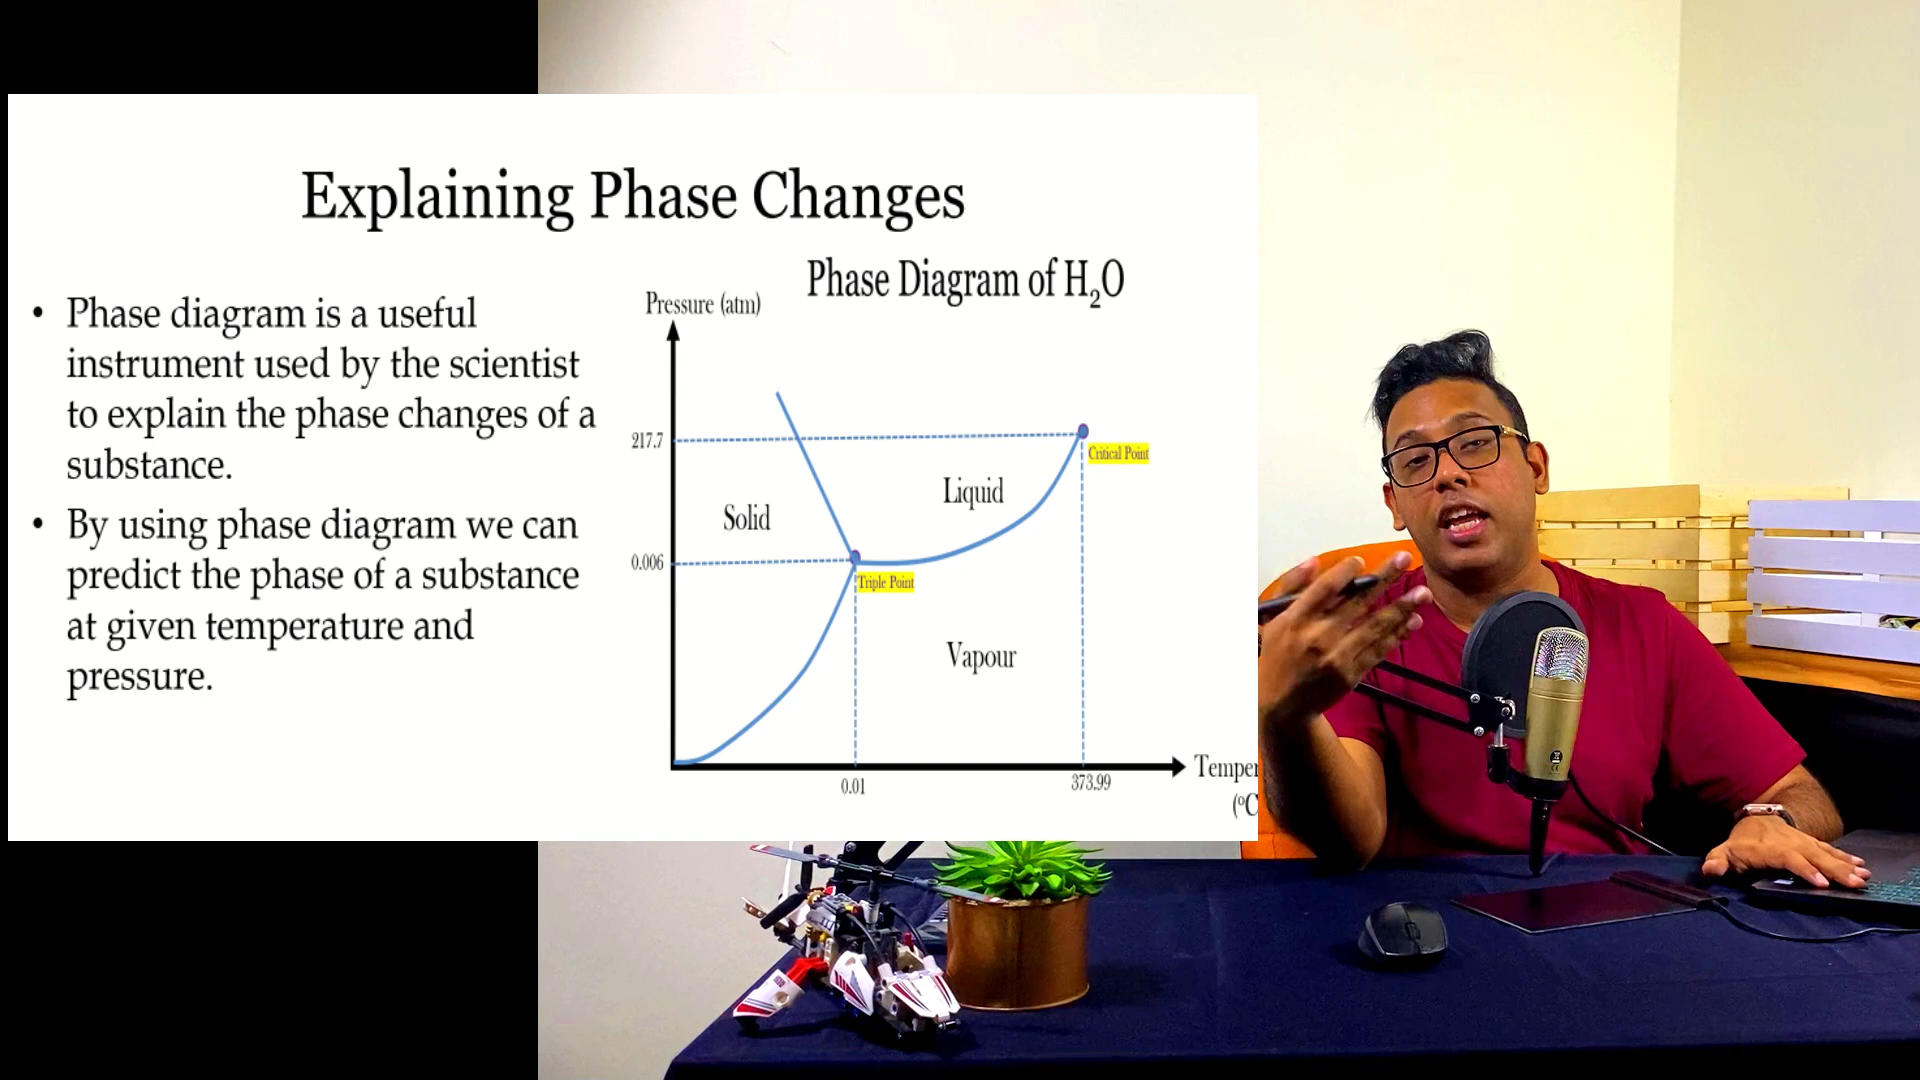 Explaining Phase Changes
• Phase diagram is a useful
instrument used by the scientist
to explain the phase changes of a
substance.
• By using phase diagram we can
predict the phase of a substance
at given temperature and
pressure.
Phase Diagram of H₂O
Pressure (atm)
217.7
Critical Point
Liquid
Solid
0.006
Triple Point
Vapour
0.01
373.99
Temper
(°C